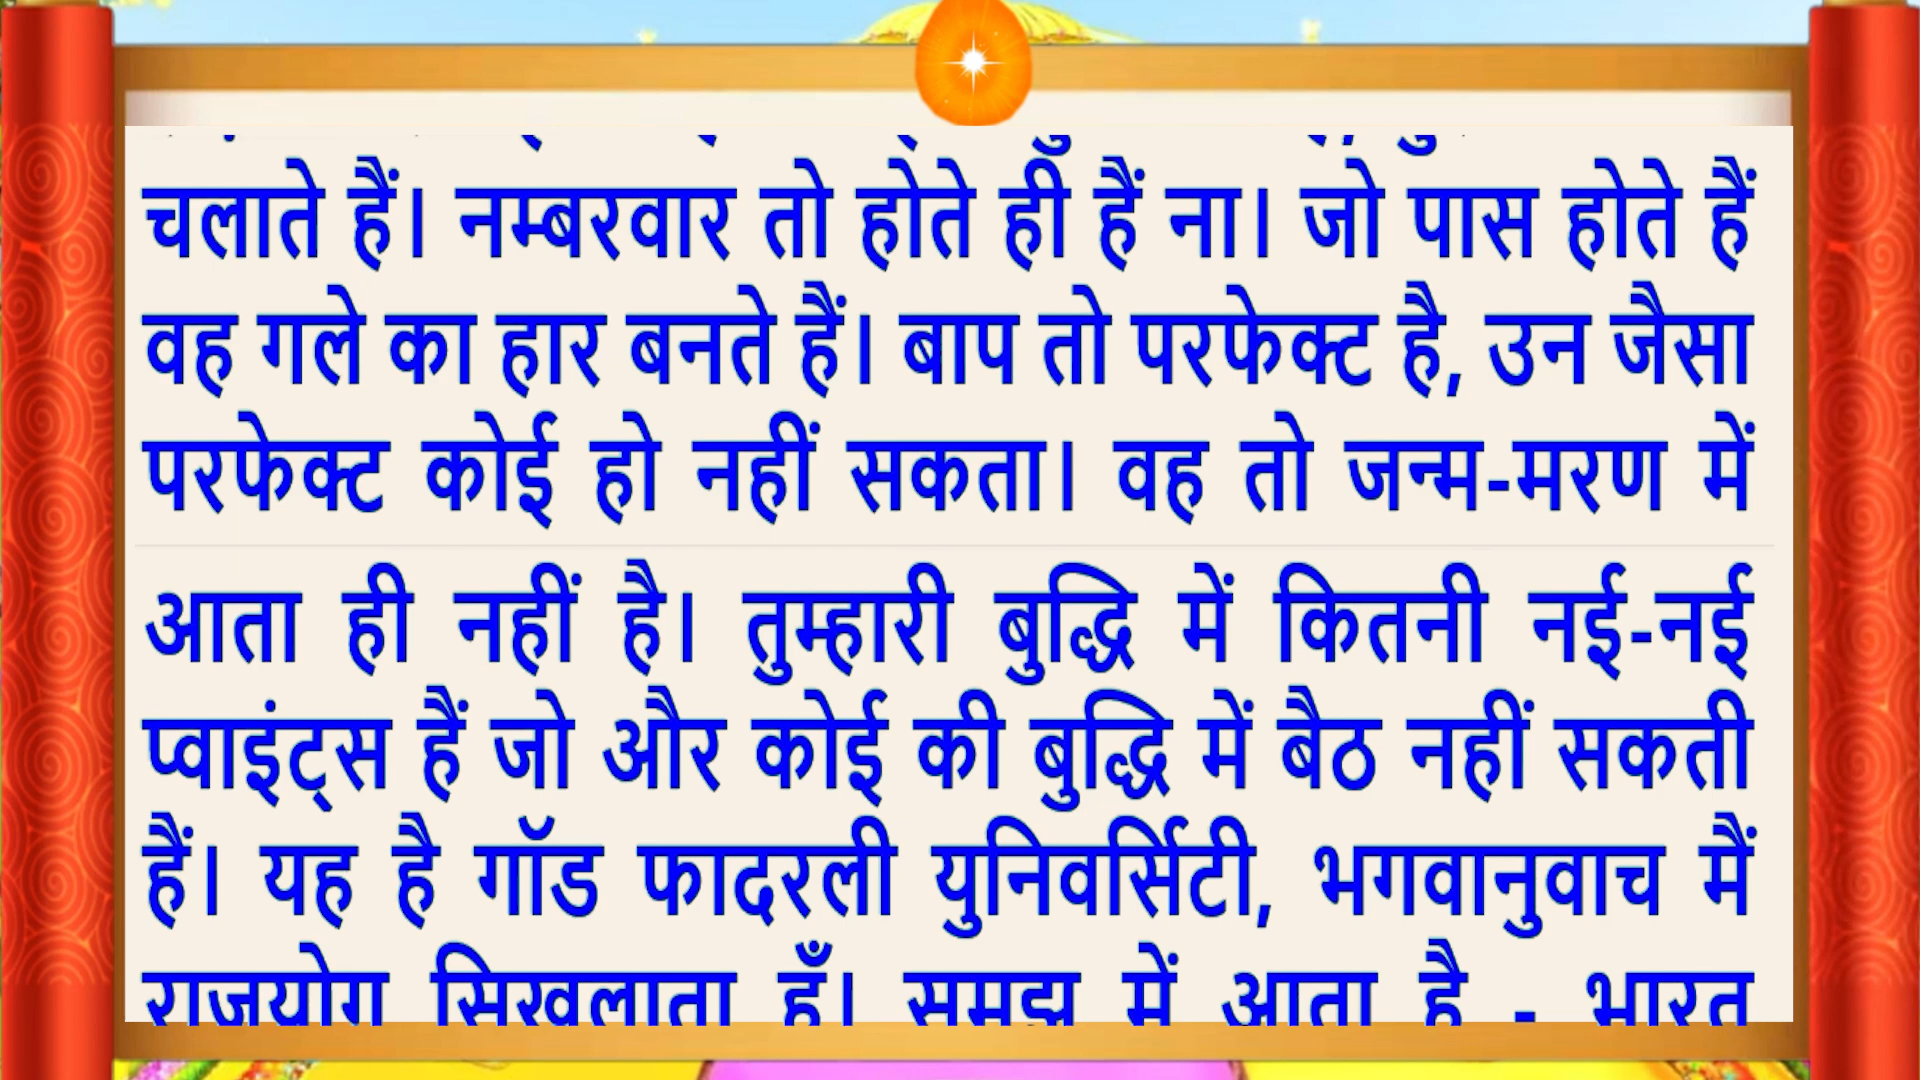 चलाते हैं। नम्बरवार तो होते ही हैं ना। जो पास होते हैं
वह गले का हार बनते हैं। बाप तो परफेक्ट है, उन जैसा
परफेक्ट कोई हो नहीं सकता। वह तो जन्म-मरण में
आता ही नहीं है। तुम्हारी बुद्धि में कितनी नई-नई
प्वाइंट्स हैं जो और कोई की बुद्धि में बैठ नहीं सकती
हैं। यह है गॉड फादरली युनिवर्सिटी, भगवानुवाच मैं
राजयोग सिखलाता हूँ। समझ में आता है - भारत